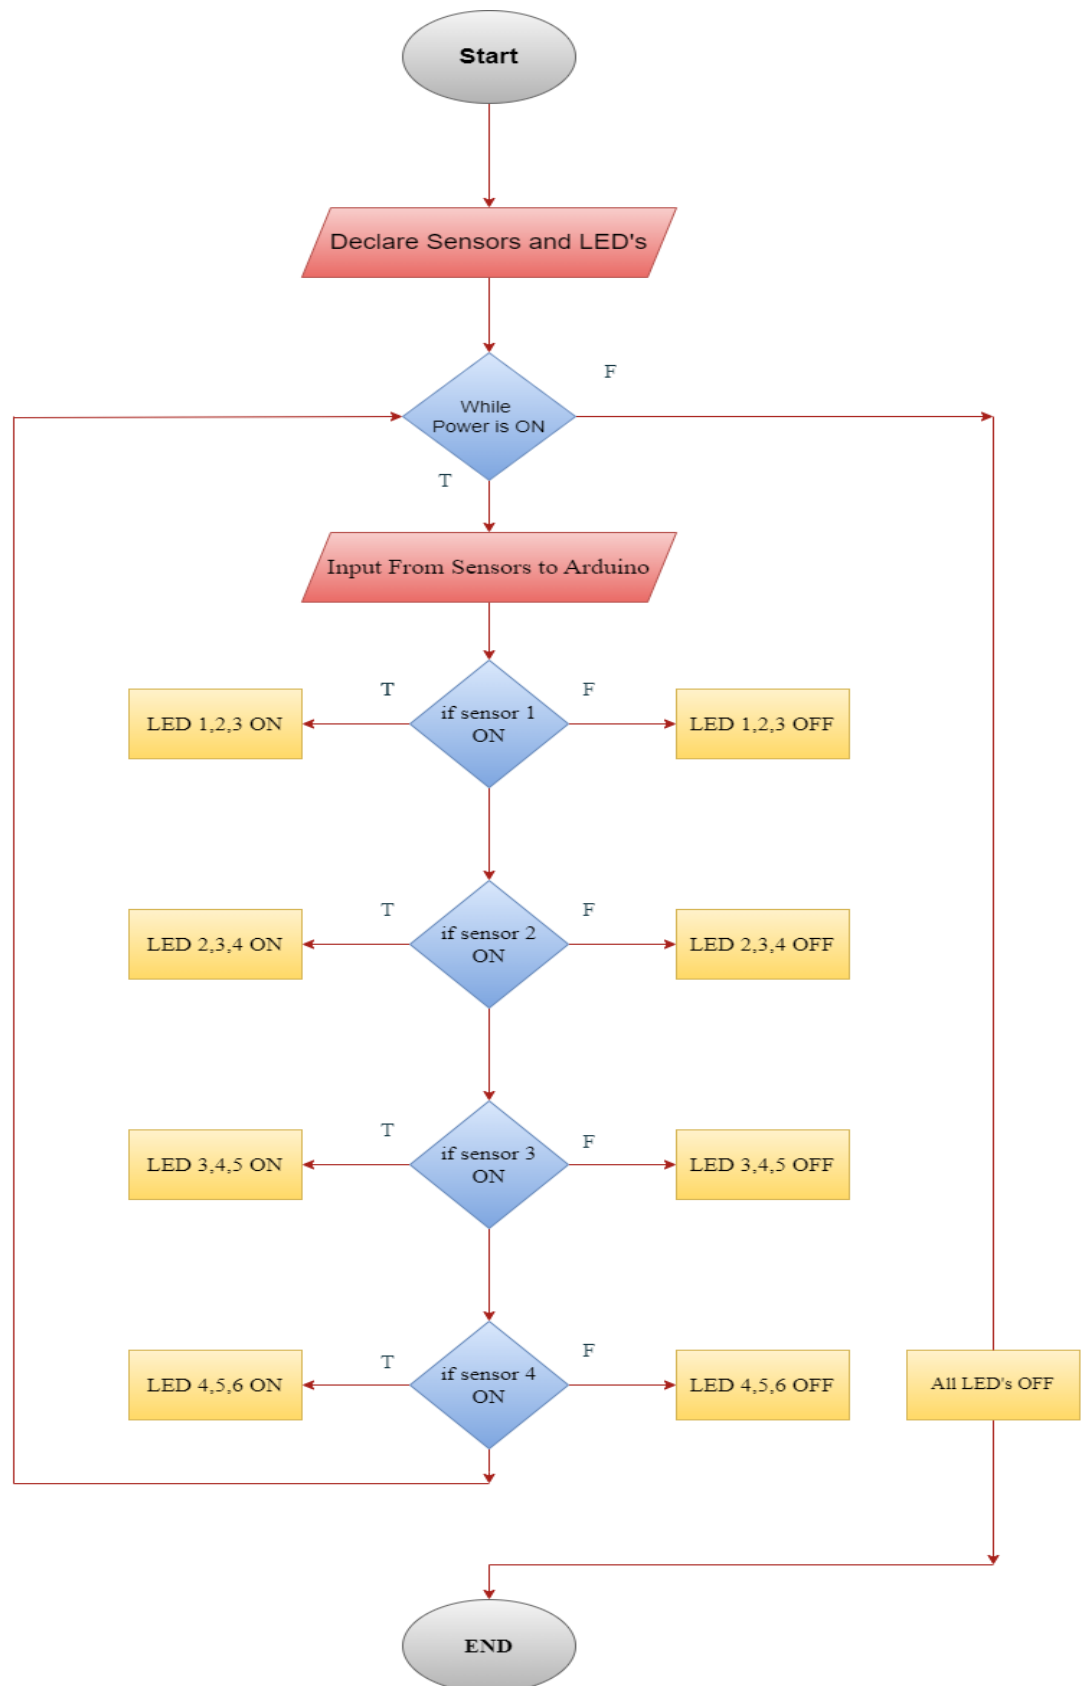 Start
Declare Sensors and LED's
F
While
Power is ON
T
Input From Sensors to Arduino
T
F
LED 1,2,3 ON
if sensor 1
ON
LED 1,2,3 OFF
T
F
LED 2,3,4 ON
if sensor 2
ON
LED 2,3,4 OFF
T
F
LED 3,4,5 ON
if sensor 3
ON
LED 3,4,5 OFF
T
F
LED 4,5,6 ON
if sensor 4
ON
LED 4,5,6 OFF
All LED's OFF
END